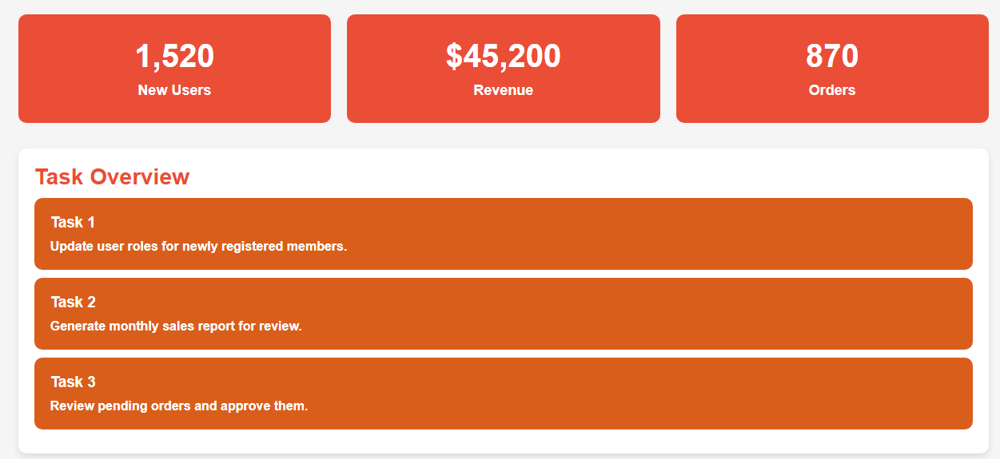 1,520
New Users
$45,200
Revenue
870
Orders
Task Overview
Task 1
Update user roles for newly registered members.
Task 2
Generate monthly sales report for review.
Task 3
Review pending orders and approve them.